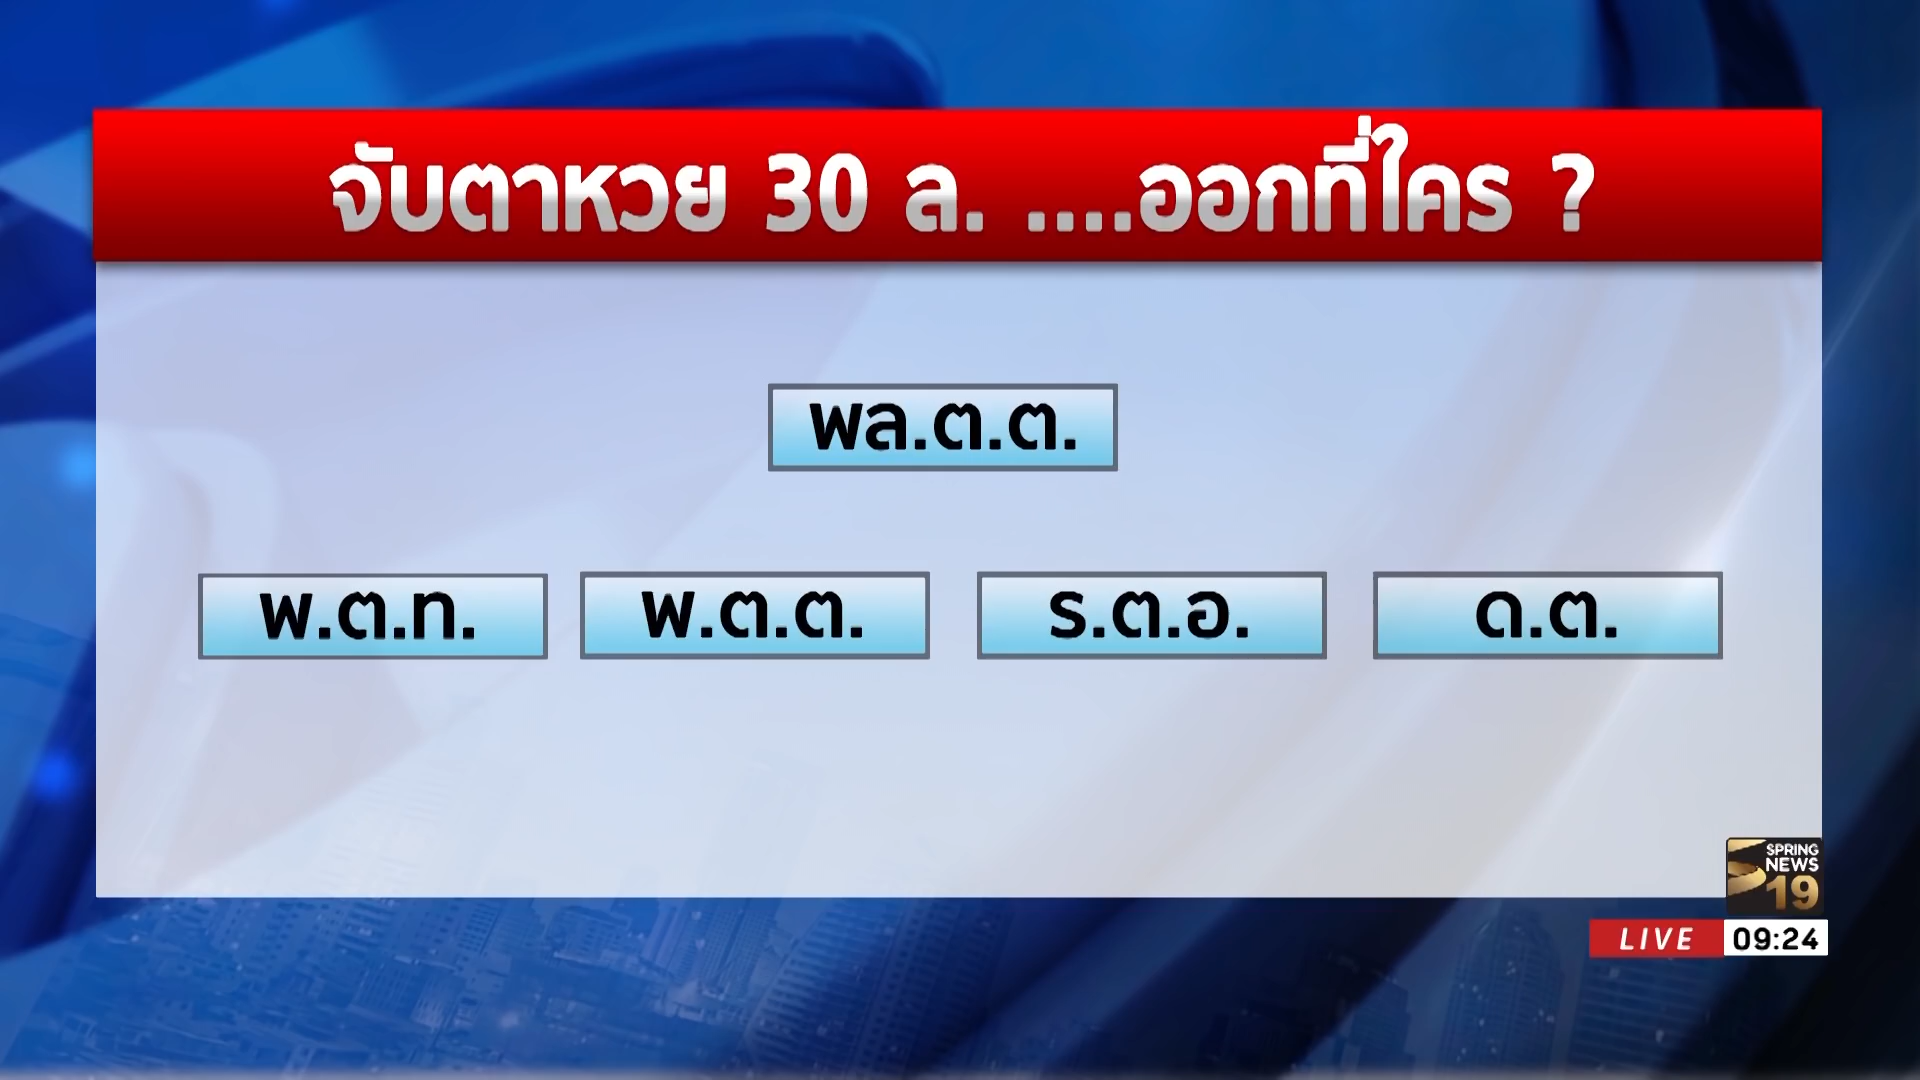 จับตาหวย 30 ล. ....ออกที่ใคร ?
พล.ต.ต.
พ.ต.ท. พ.ต.ต. ร.ต.อ. ด.ต.
SPRING
NEWS
19
LIVE 09:24